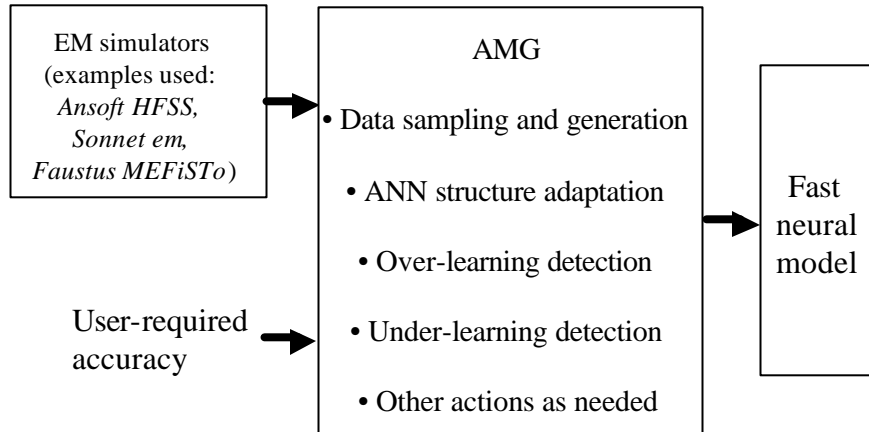 EM simulators
(examples used:
Ansoft HFSS,
Sonnet em,
Faustus MEFiSTo)
User-required
accuracy
AMG
• Data sampling and generation
• ANN structure adaptation
• Over-learning detection
• Under-learning detection
• Other actions as needed
Fast
neural
model